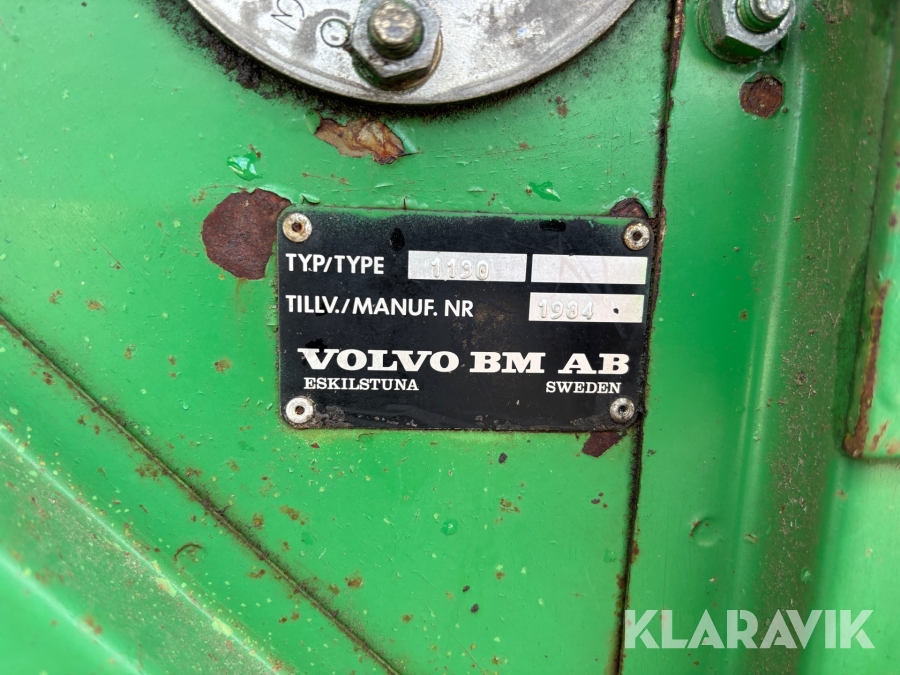 TYP/TYPE 1130
TILLV./MANUF. NR 1984
VOLVO BM AB
ESKILSTUNA SWEDEN
KLARAVIK